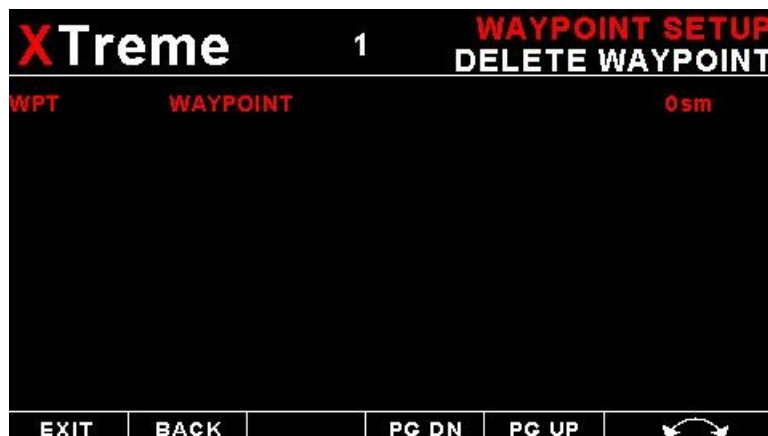 XTreme 1 WAYPOINT SETUP
DELETE WAYPOINT
WPT WAYPOINT 0sm
EXIT BACK PG DN PG UP